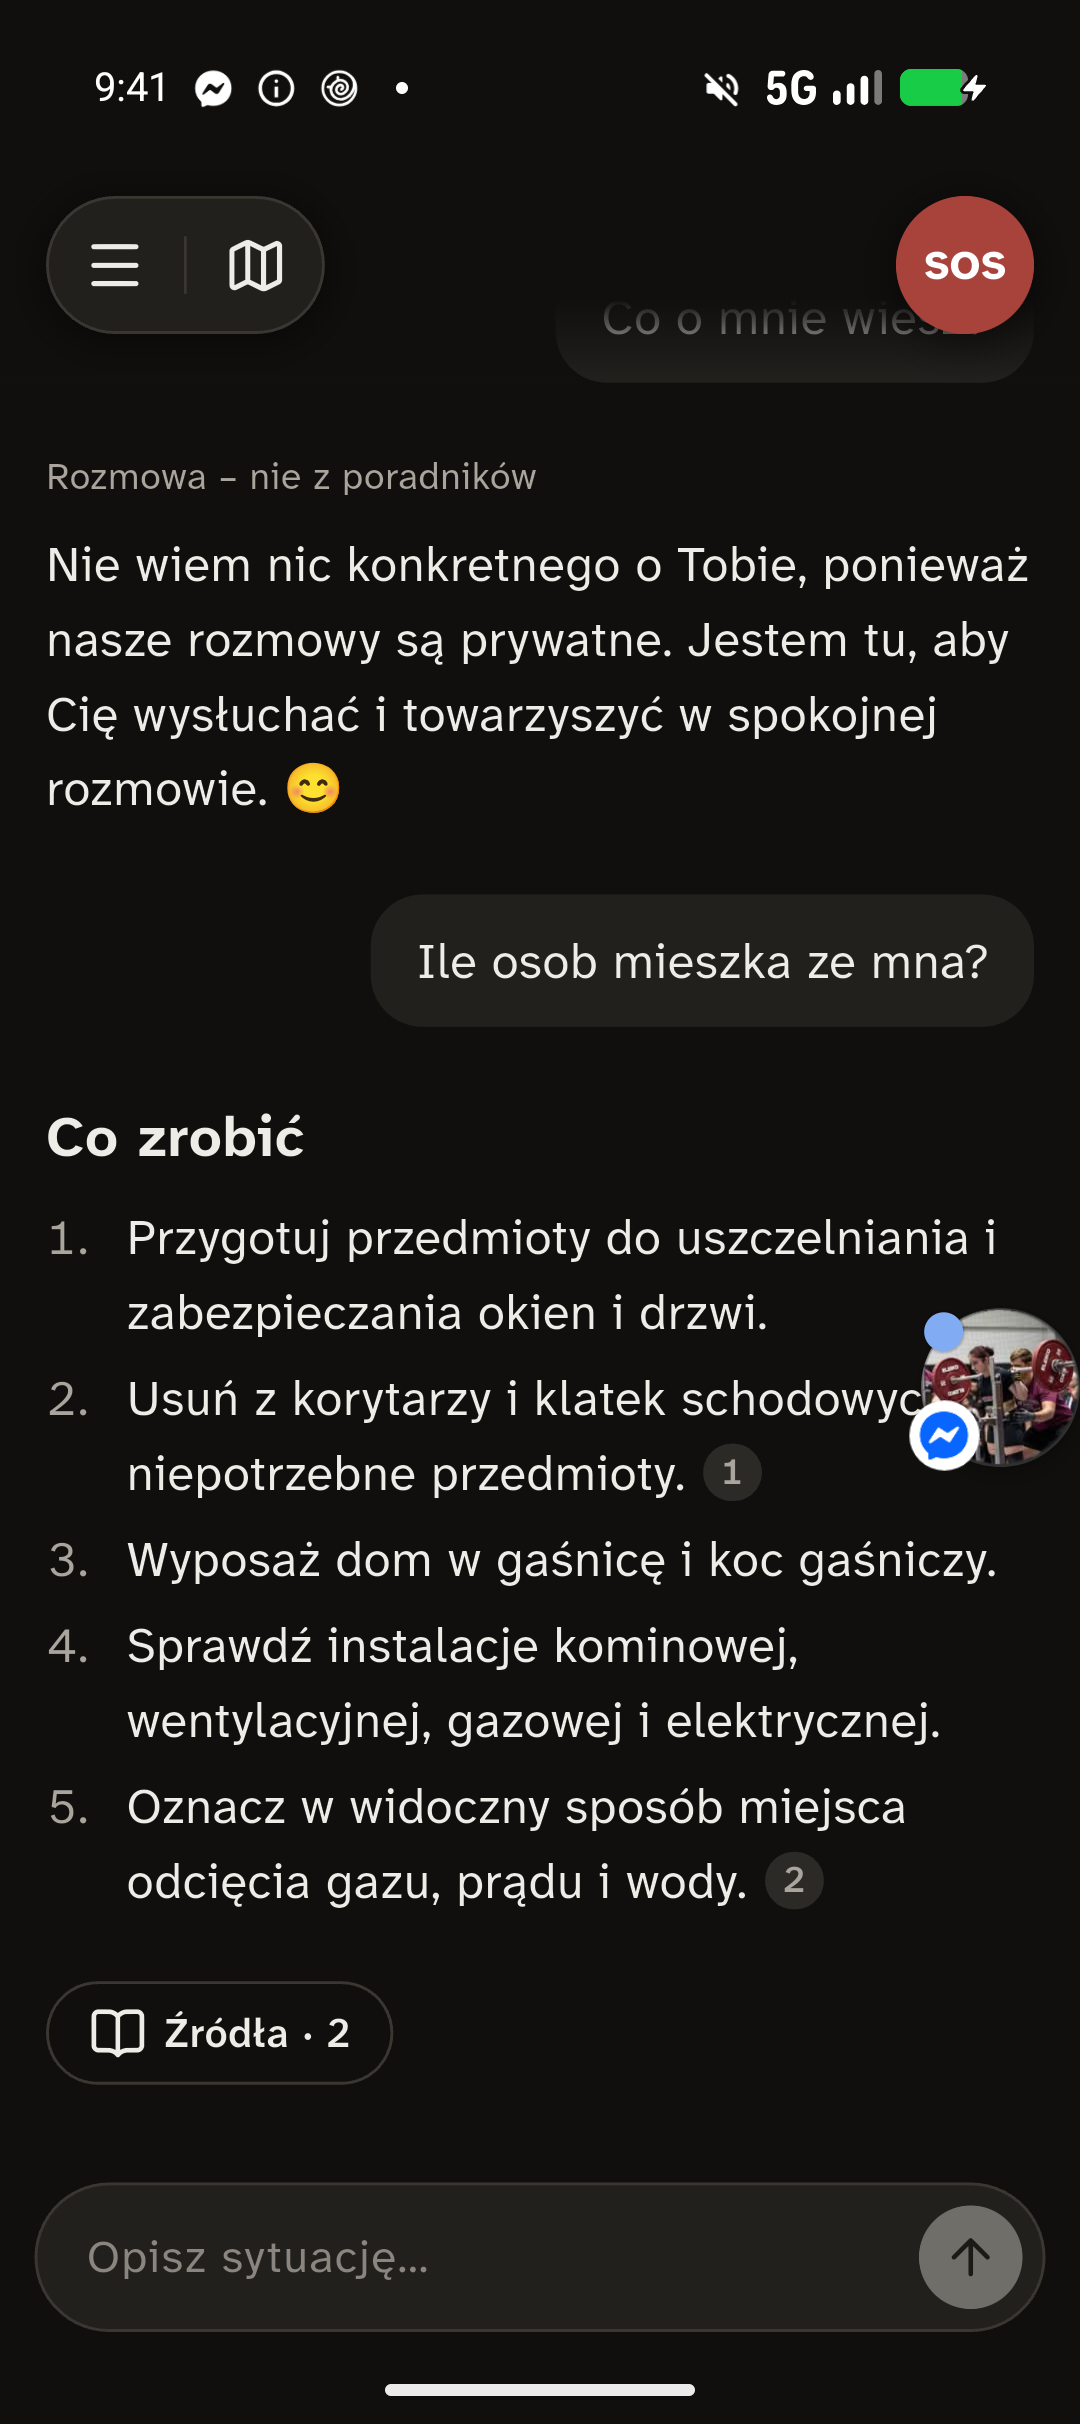 9:41
5G
SOS
Co o mnie
Rozmowa – nie z poradników
Nie wiem nic konkretnego o Tobie, ponieważ
nasze rozmowy są prywatne. Jestem tu, aby
Cię wysłuchać i towarzyszyć w spokojnej
rozmowie. 😊
Ile osob mieszka ze mna?
Co zrobić
1. Przygotuj przedmioty do uszczelniania i
zabezpieczania okien i drzwi.
2. Usuń z korytarzy i klatek
niepotrzebne przedmioty. 1
3. Wyposaż dom w gaśnicę i koc gaśniczy.
4. Sprawdź instalacje kominowej,
wentylacyjnej, gazowej i elektrycznej.
5. Oznacz w widoczny sposób miejsca
odcięcia gazu, prądu i wody. 2
Źródła · 2
Opisz sytuację...